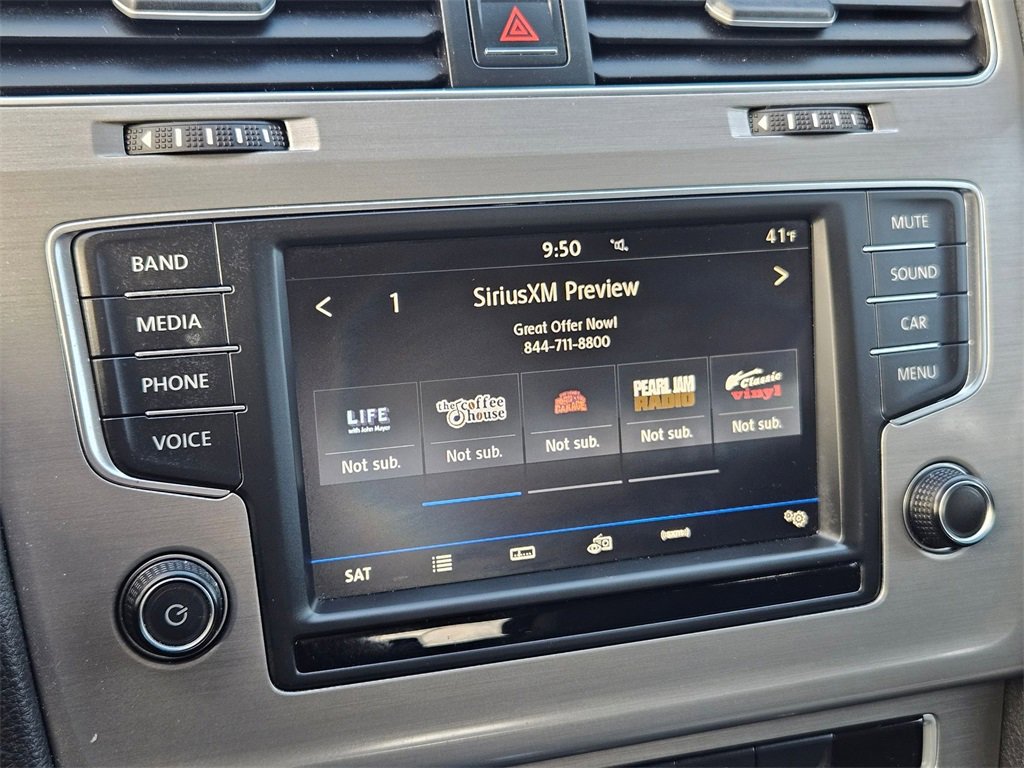 BAND
MEDIA
PHONE
VOICE
9:50
41°F
1
SiriusXM Preview
Great Offer Now!
844-711-8800
LIFE
with John Mayer
Not sub.
the coffee
house
Not sub.
GARAGE
Not sub.
PEARL JAM
RADIO
Not sub.
Classic
vinyl
Not sub.
SAT
MUTE
SOUND
CAR
MENU